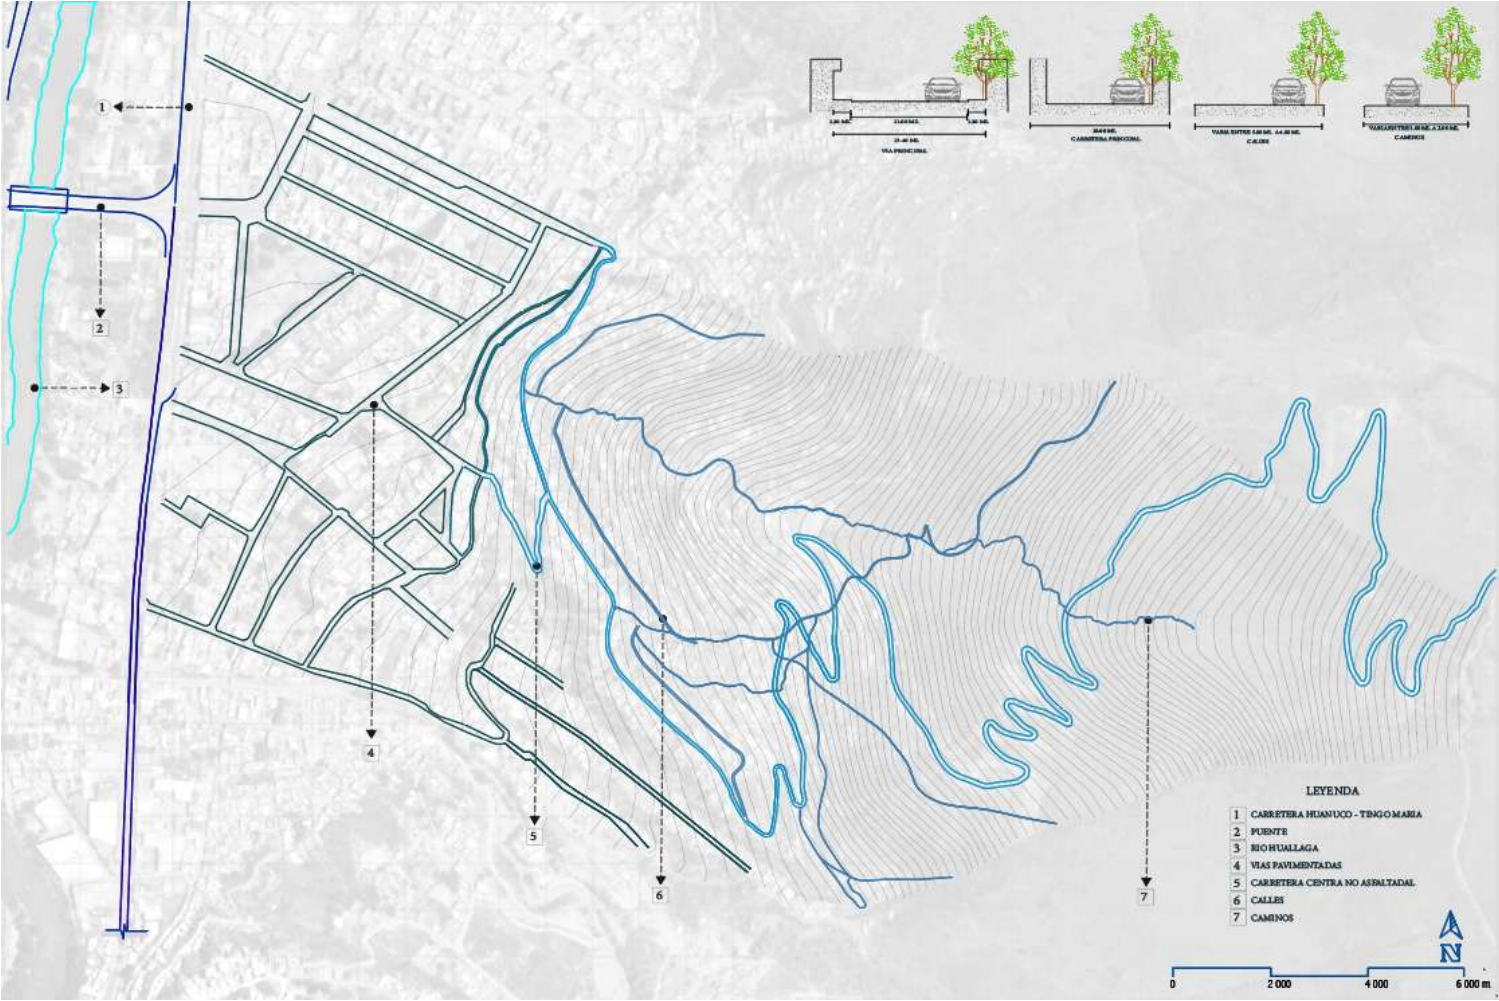 VIA PRINCIPAL
CARRETERA PRINCIPAL
CALLES
CAMINOS
1
2
3
4
5
6
7
LEYENDA
1 CARRETERA HUANUCO - TINGO MARIA
2 PUENTE
3 RIO HUALLAGA
4 VIAS PAVIMENTADAS
5 CARRETERA CENTRA NO ASFALTADAL
6 CALLES
7 CAMINOS
N
0 2 000 4 000 6 000 m